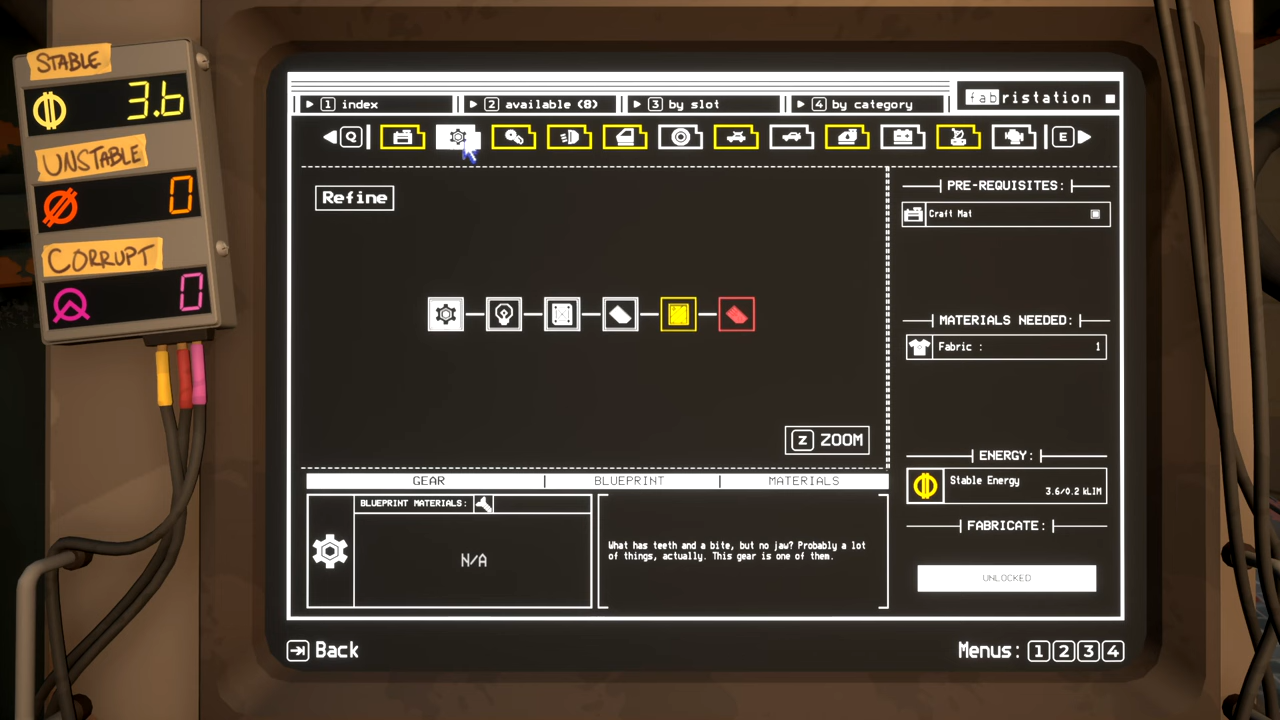 STABLE
3.6
UNSTABLE
0
CORRUPT
0
1 index
2 available (8)
3 by slot
4 by category
fabristation
Q
E
Refine
PRE-REQUISITES:
Craft Mat
MATERIALS NEEDED:
Fabric : 1
Z ZOOM
ENERGY:
Stable Energy
3.6/0.2 kLIM
FABRICATE:
UNLOCKED
GEAR
BLUEPRINT
MATERIALS
BLUEPRINT MATERIALS:
N/A
What has teeth and a bite, but no jaw? Probably a lot
of things, actually. This gear is one of them.
Back
Menus: 1 2 3 4